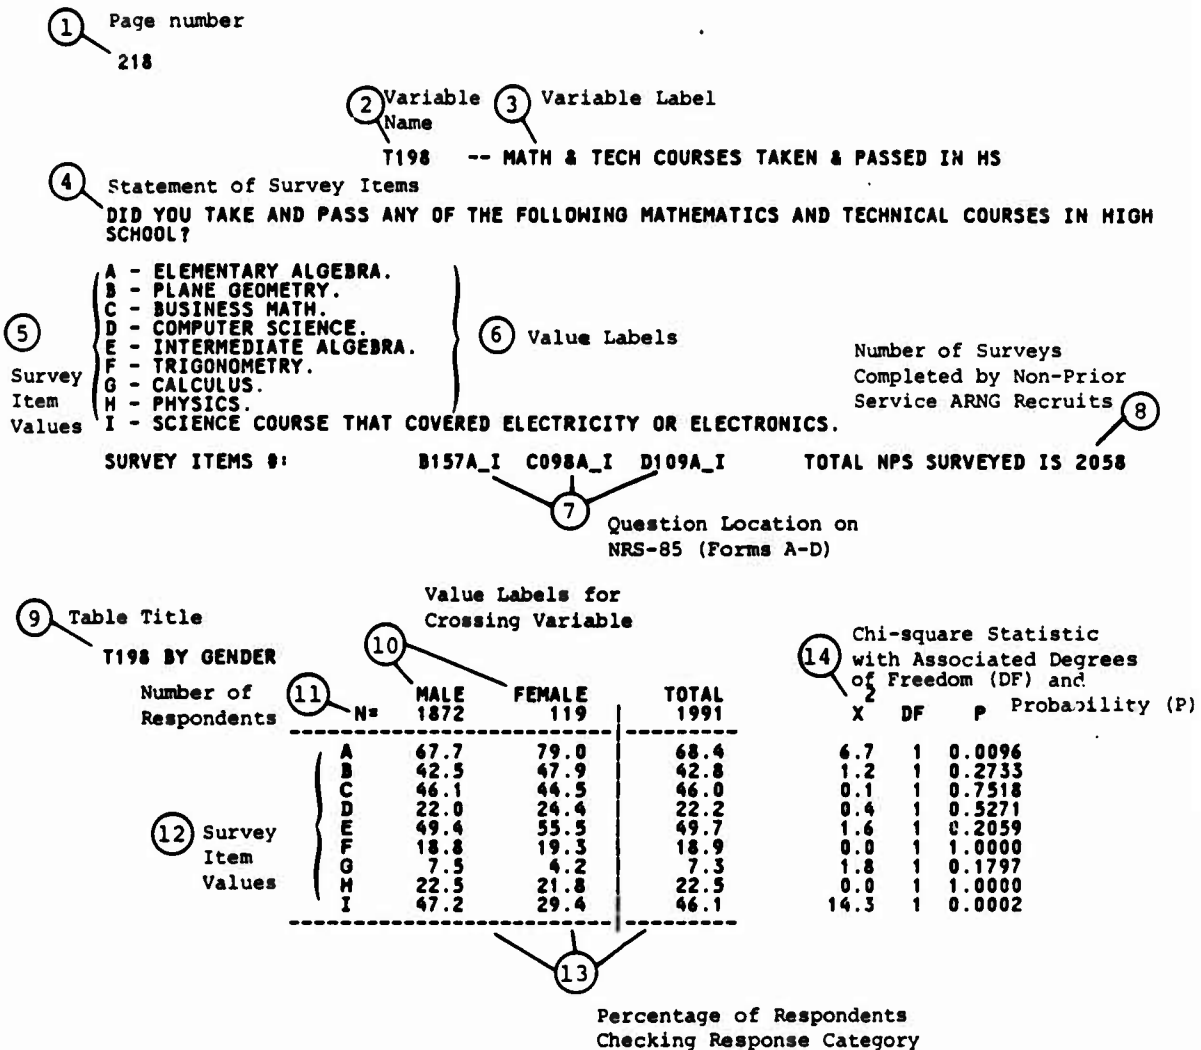 1 Page number
218
2 Variable Name 3 Variable Label
T198 -- MATH & TECH COURSES TAKEN & PASSED IN HS
4 Statement of Survey Items
DID YOU TAKE AND PASS ANY OF THE FOLLOWING MATHEMATICS AND TECHNICAL COURSES IN HIGH
SCHOOL?
A - ELEMENTARY ALGEBRA.
B - PLANE GEOMETRY.
C - BUSINESS MATH.
D - COMPUTER SCIENCE.
E - INTERMEDIATE ALGEBRA.
F - TRIGONOMETRY.
G - CALCULUS.
H - PHYSICS.
I - SCIENCE COURSE THAT COVERED ELECTRICITY OR ELECTRONICS.
5
Survey
Item
Values
6 Value Labels
Number of Surveys
Completed by Non-Prior
Service ARNG Recruits 8
SURVEY ITEMS #: B157A_I C098A_I D109A_I TOTAL NPS SURVEYED IS 2058
7
Question Location on
NRS-85 (Forms A-D)
Value Labels for
Crossing Variable
9 Table Title
T198 BY GENDER
10
14 Chi-square Statistic
with Associated Degrees
of Freedom (DF) and
Probability (P)
Number of
Respondents
11
MALE FEMALE TOTAL
N= 1872 119 1991 X2 DF P
A 67.7 79.0 68.4 6.7 1 0.0096
B 42.5 47.9 42.8 1.2 1 0.2733
C 46.1 44.5 46.0 0.1 1 0.7518
D 22.0 24.4 22.2 0.4 1 0.5271
E 49.4 55.5 49.7 1.6 1 0.2059
F 18.8 19.3 18.9 0.0 1 1.0000
G 7.5 4.2 7.3 1.8 1 0.1797
H 22.5 21.8 22.5 0.0 1 1.0000
I 47.2 29.4 46.1 14.3 1 0.0002
12 Survey
Item
Values
13
Percentage of Respondents
Checking Response Category